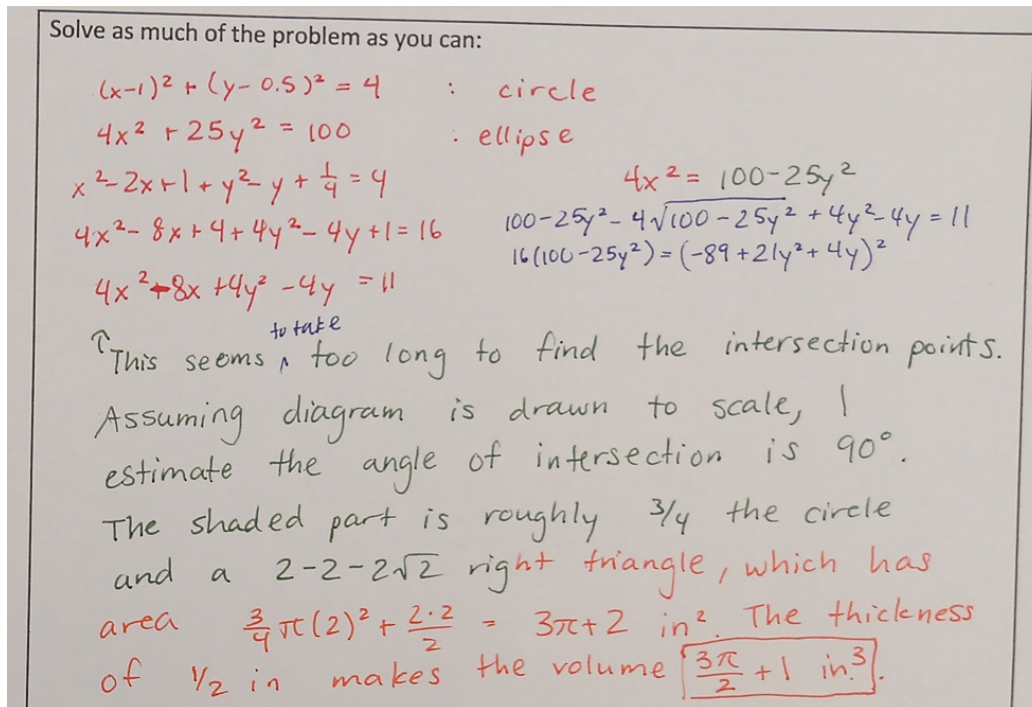 Solve as much of the problem as you can:
(x-1)² + (y-0.5)² = 4 : circle
4x² + 25y² = 100 : ellipse
x²-2x+1+y²-y+¼=4
4x²-8x+4+4y²-4y+1=16
4x²-8x+4y²-4y=11
4x²=100-25y²
100-25y²-4√(100-25y²)+4y²-4y=11
16(100-25y²)=(-89+21y²+4y)²
↑This seems to take too long to find the intersection points.
Assuming diagram is drawn to scale, I
estimate the angle of intersection is 90°.
The shaded part is roughly 3/4 the circle
and a 2-2-2√2 right triangle, which has
area ¾π(2)² + 2·2/2 = 3π+2 in². The thickness
of 1/2 in makes the volume 3π/2 + 1 in.³.